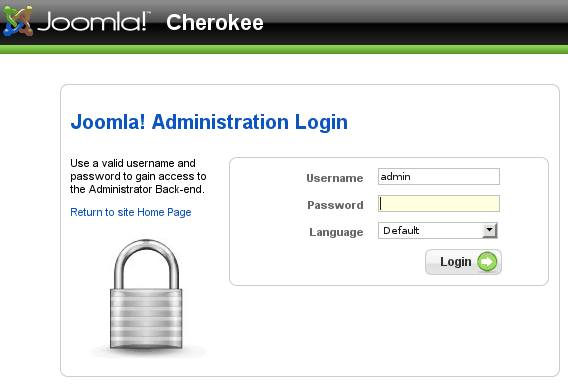 Joomla!™ Cherokee
Joomla! Administration Login
Use a valid username and
password to gain access to
the Administrator Back-end.
Return to site Home Page
Username admin
Password
Language Default
Login